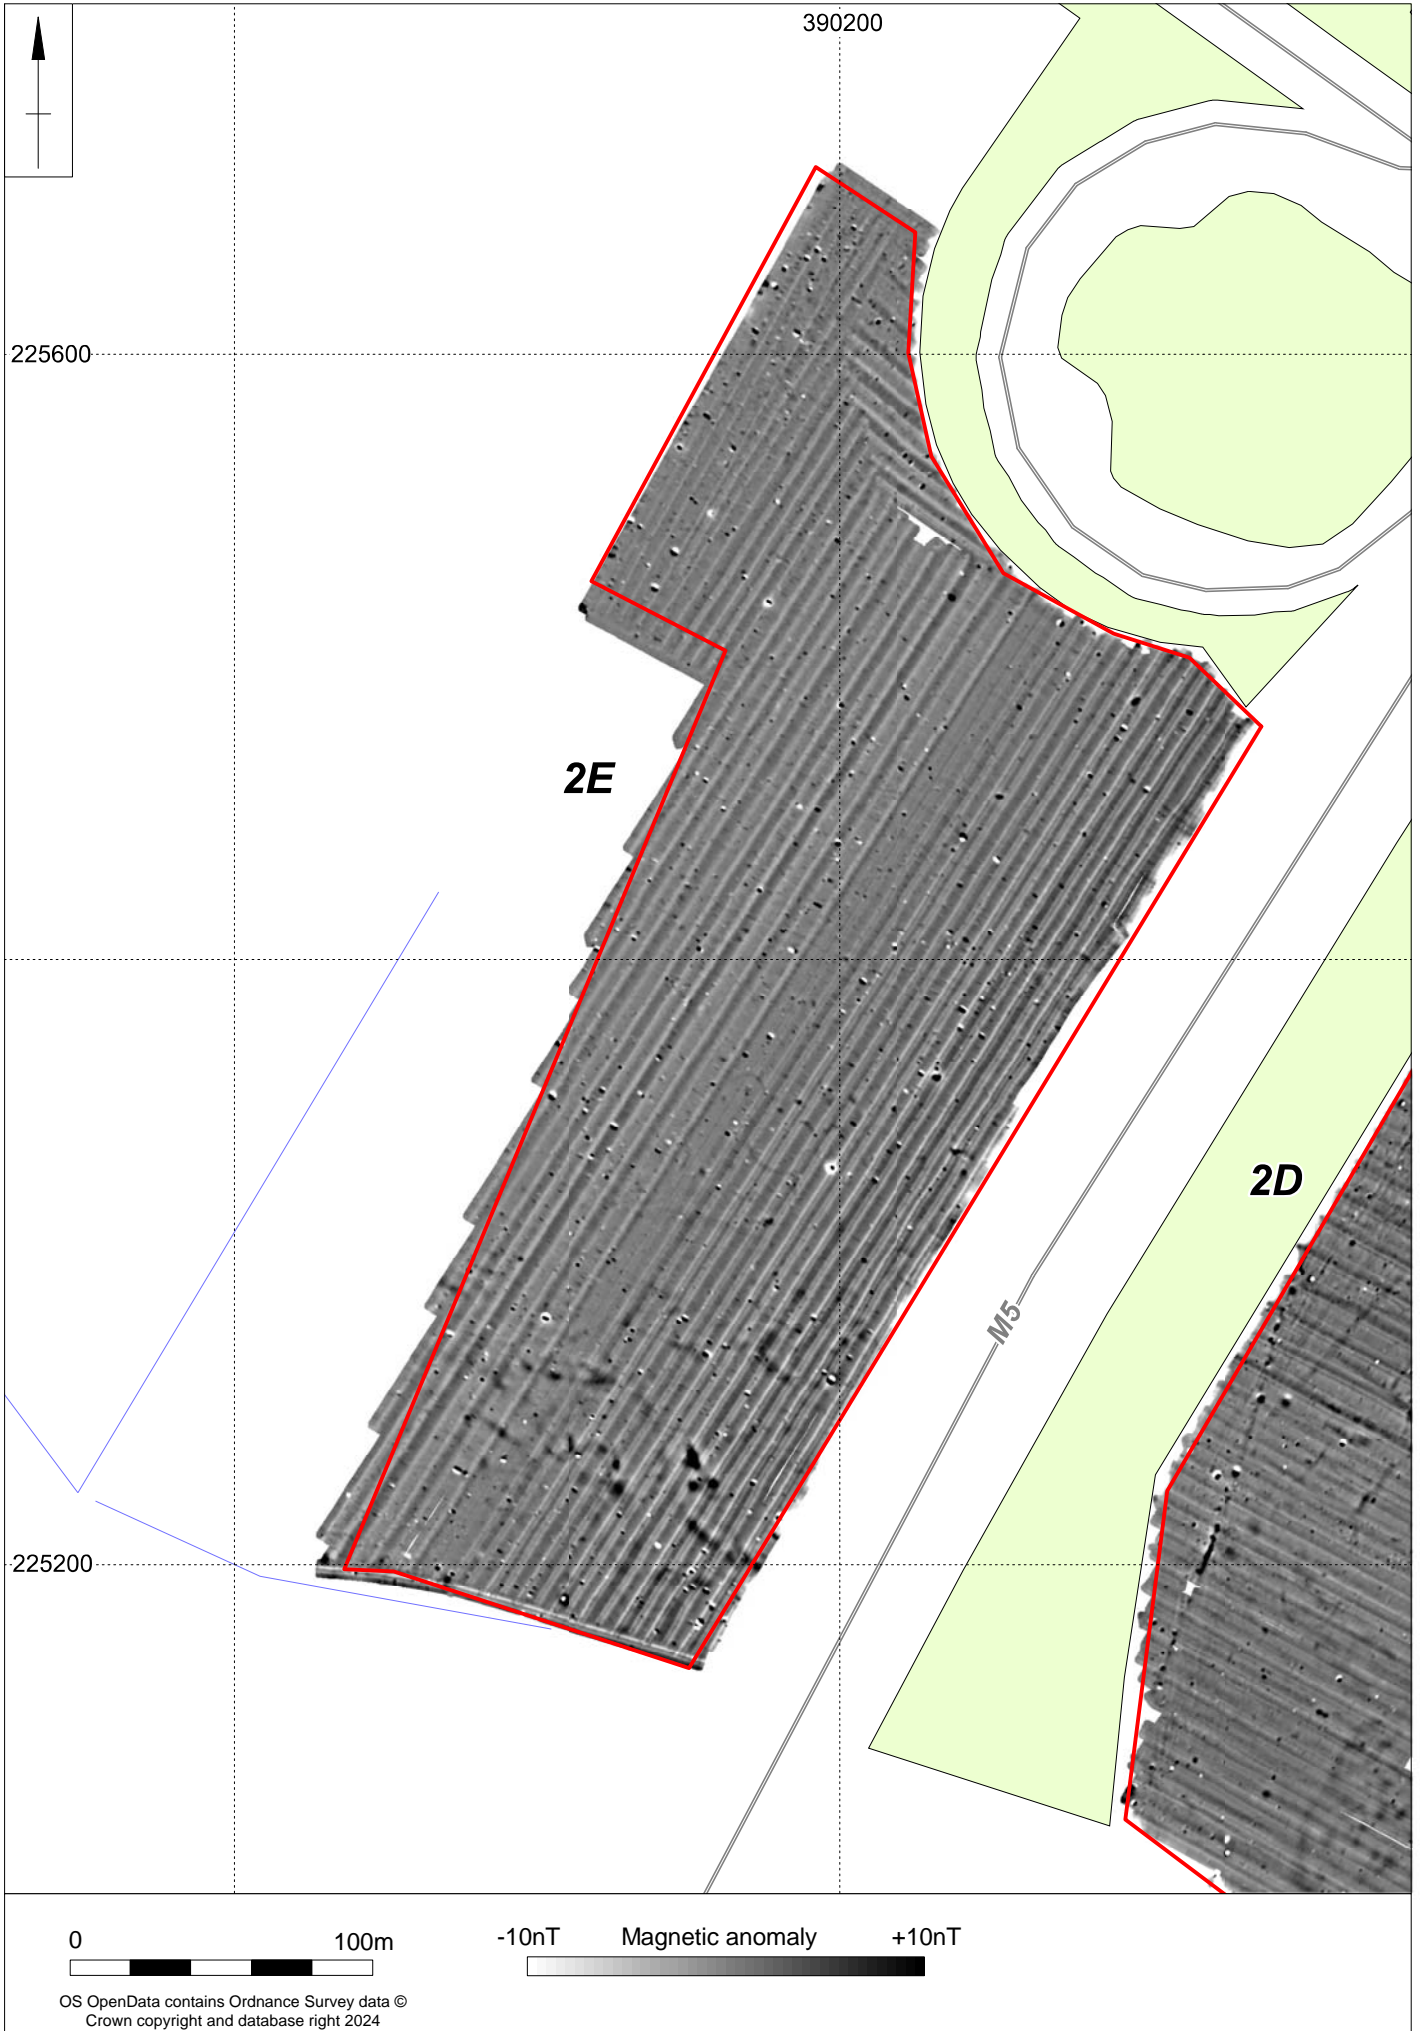 390200
225600
2E
2D
M5
225200
0 100m
-10nT Magnetic anomaly +10nT
OS OpenData contains Ordnance Survey data ©
Crown copyright and database right 2024